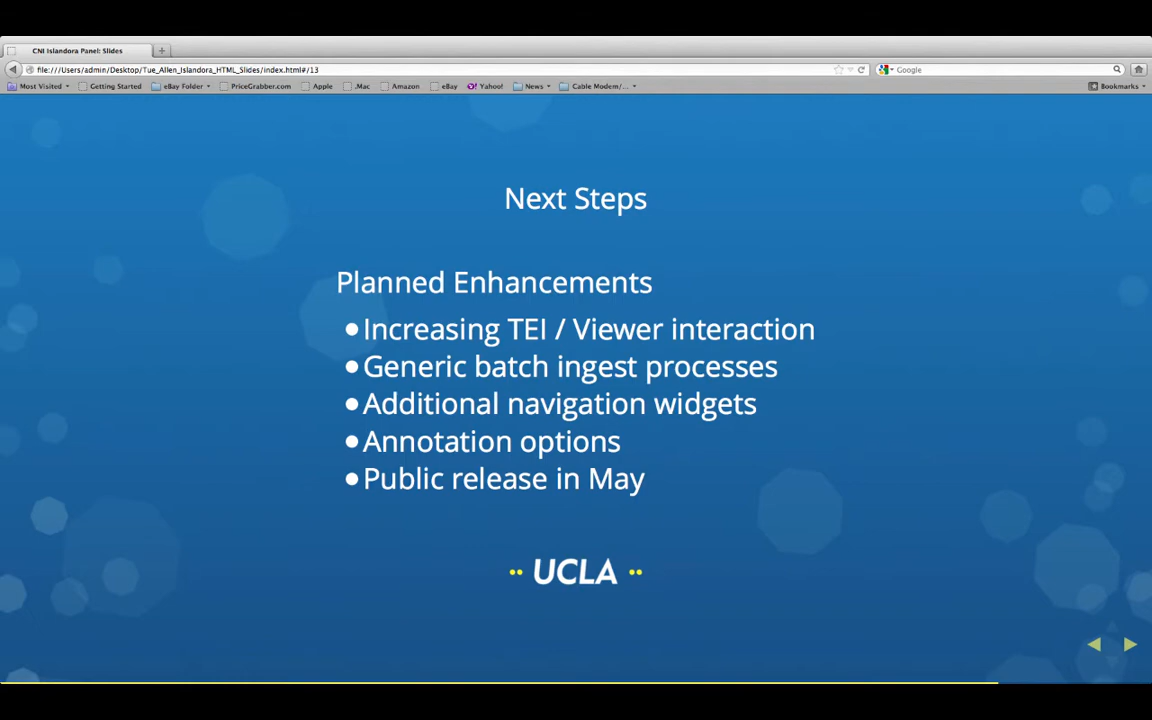 CNI Islandora Panel: Slides
file:///Users/admin/Desktop/Tue_Allen_Islandora_HTML_Slides/index.html#/13
Google
Most Visited
Getting Started
eBay Folder
PriceGrabber.com
Apple
.Mac
Amazon
eBay
Yahoo!
News
Cable Modem/...
Bookmarks
Next Steps
Planned Enhancements
•Increasing TEI / Viewer interaction
•Generic batch ingest processes
•Additional navigation widgets
•Annotation options
•Public release in May
•• UCLA ••